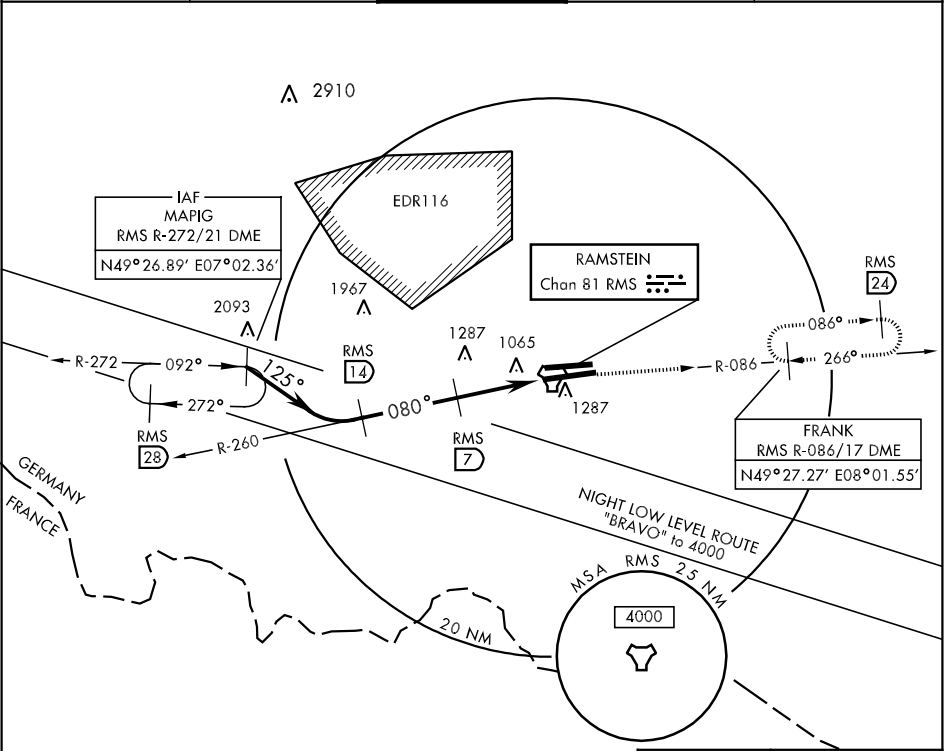 2910
EDR116
IAF
MAPIG
RMS R-272/21 DME
N49°26.89' E07°02.36'
RAMSTEIN
Chan 81 RMS
RMS
24
2093
1967
1287
1065
RMS
14
086°
R-272
092°
125°
R-086
266°
272°
080°
1287
RMS
28
R-260
RMS
7
FRANK
RMS R-086/17 DME
N49°27.27' E08°01.55'
GERMANY
FRANCE
NIGHT LOW LEVEL ROUTE
"BRAVO" to 4000
MSA RMS 25 NM
4000
20 NM